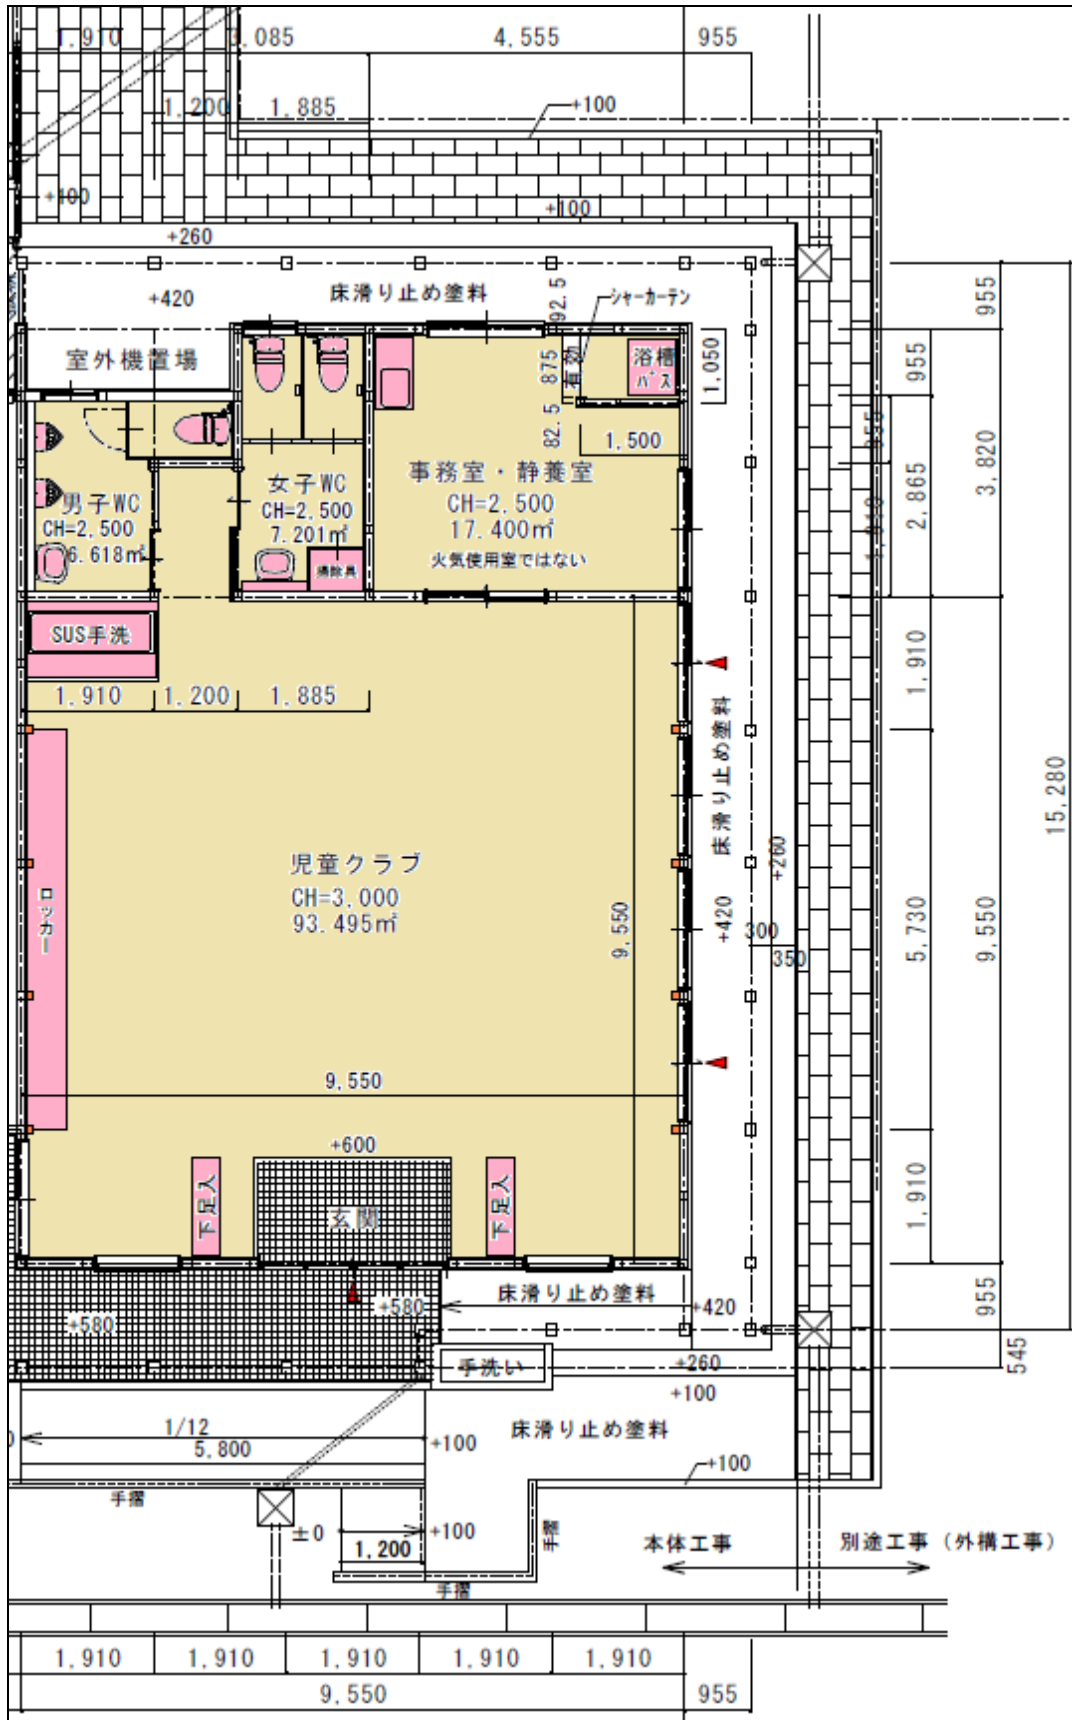 1,910
3,085
4,555
955
1,200
1,885
+100
+100
+100
+260
+420
床滑り止め塗料
92.5
シャーカーテン
955
室外機置場
875
有効
浴槽
バス
1,050
955
82.5
1,500
955
3,820
男子WC
CH=2,500
6.618㎡
女子WC
CH=2,500
7.201㎡
掃除具
事務室・静養室
CH=2,500
17.400㎡
火気使用室ではない
1,910
2,865
SUS手洗
1,910
1,200
1,885
1,910
床滑り止め塗料
15,280
児童クラブ
CH=3,000
93.495㎡
ロッカー
9,550
+260
+420
300
350
5,730
9,550
9,550
+600
下足入
玄関
下足入
1,910
+580
+580
床滑り止め塗料
+420
955
手洗い
+260
+100
545
1/12
5,800
+100
床滑り止め塗料
+100
手摺
±0
+100
1,200
手摺
手摺
本体工事
別途工事（外構工事）
1,910
1,910
1,910
1,910
1,910
9,550
955